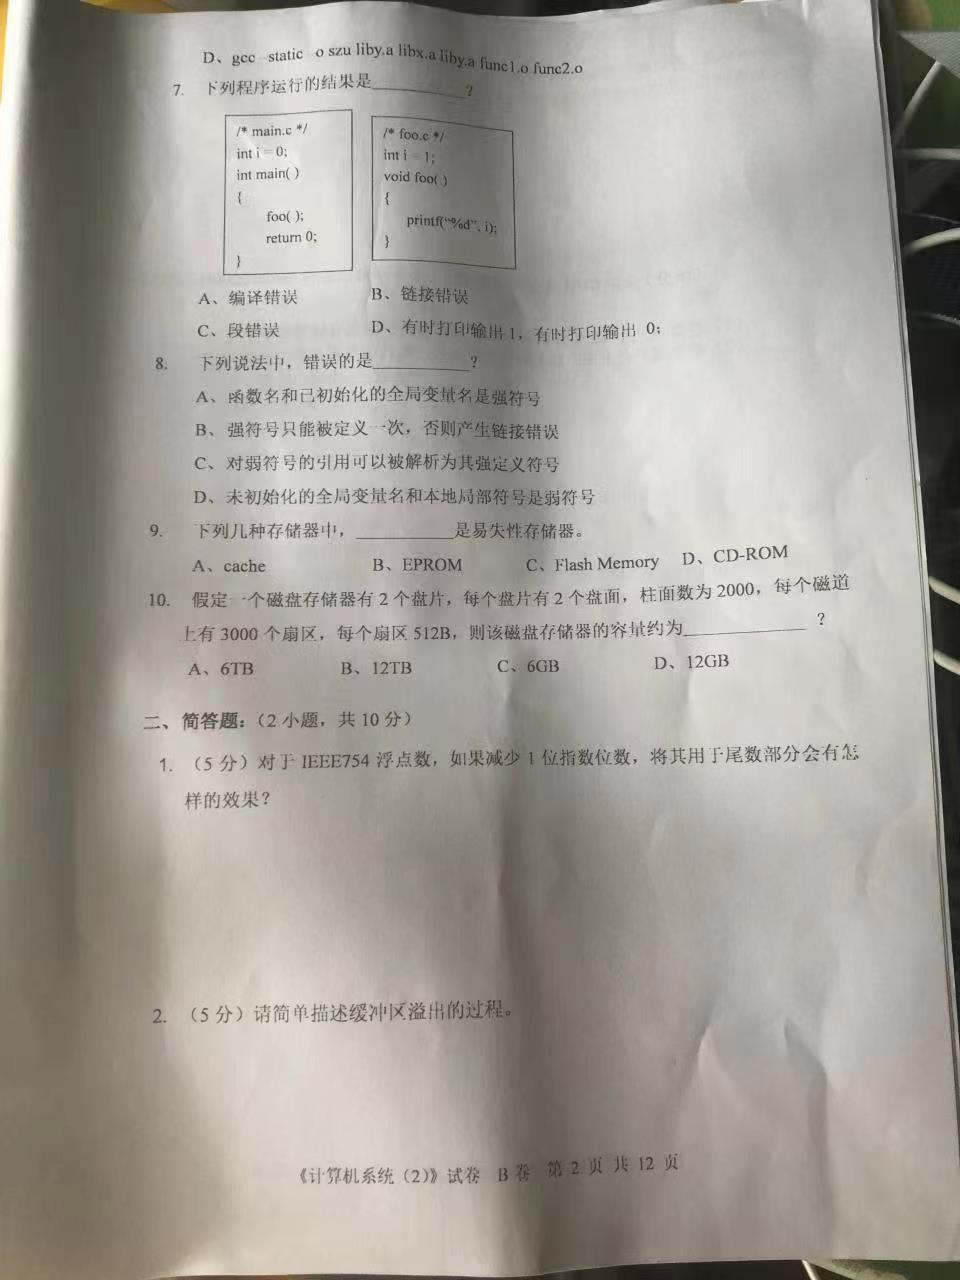 D、gcc -static -o szu liby.a libx.a liby.a func1.o func2.o
7. 下列程序运行的结果是________?
/* main.c */
int i = 0;
int main( )
{
foo( );
return 0;
}
/* foo.c */
int i = 1;
void foo( )
{
printf(“%d”, i);
}
A、编译错误 B、链接错误
C、段错误 D、有时打印输出 1，有时打印输出 0;
8. 下列说法中，错误的是________?
A、函数名和已初始化的全局变量名是强符号
B、强符号只能被定义一次，否则产生链接错误
C、对弱符号的引用可以被解析为其强定义符号
D、未初始化的全局变量名和本地局部符号是弱符号
9. 下列几种存储器中，________是易失性存储器。
A、cache B、EPROM C、Flash Memory D、CD-ROM
10. 假定一个磁盘存储器有 2 个盘片，每个盘片有 2 个盘面，柱面数为 2000，每个磁道
上有 3000 个扇区，每个扇区 512B，则该磁盘存储器的容量约为________?
A、6TB B、12TB C、6GB D、12GB
二、简答题：（2 小题，共 10 分）
1. （5 分）对于 IEEE754 浮点数，如果减少 1 位指数位数，将其用于尾数部分会有怎
样的效果？
2. （5 分）请简单描述缓冲区溢出的过程。
《计算机系统（2）》试卷 B 卷 第 2 页 共 12 页